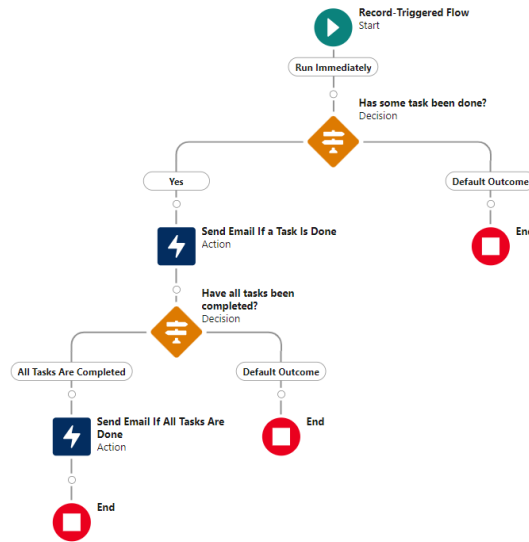 Record-Triggered Flow
Start
Run Immediately
Has some task been done?
Decision
Yes
Default Outcome
Send Email If a Task Is Done
Action
End
Have all tasks been
completed?
Decision
All Tasks Are Completed
Default Outcome
Send Email If All Tasks Are
Done
Action
End
End